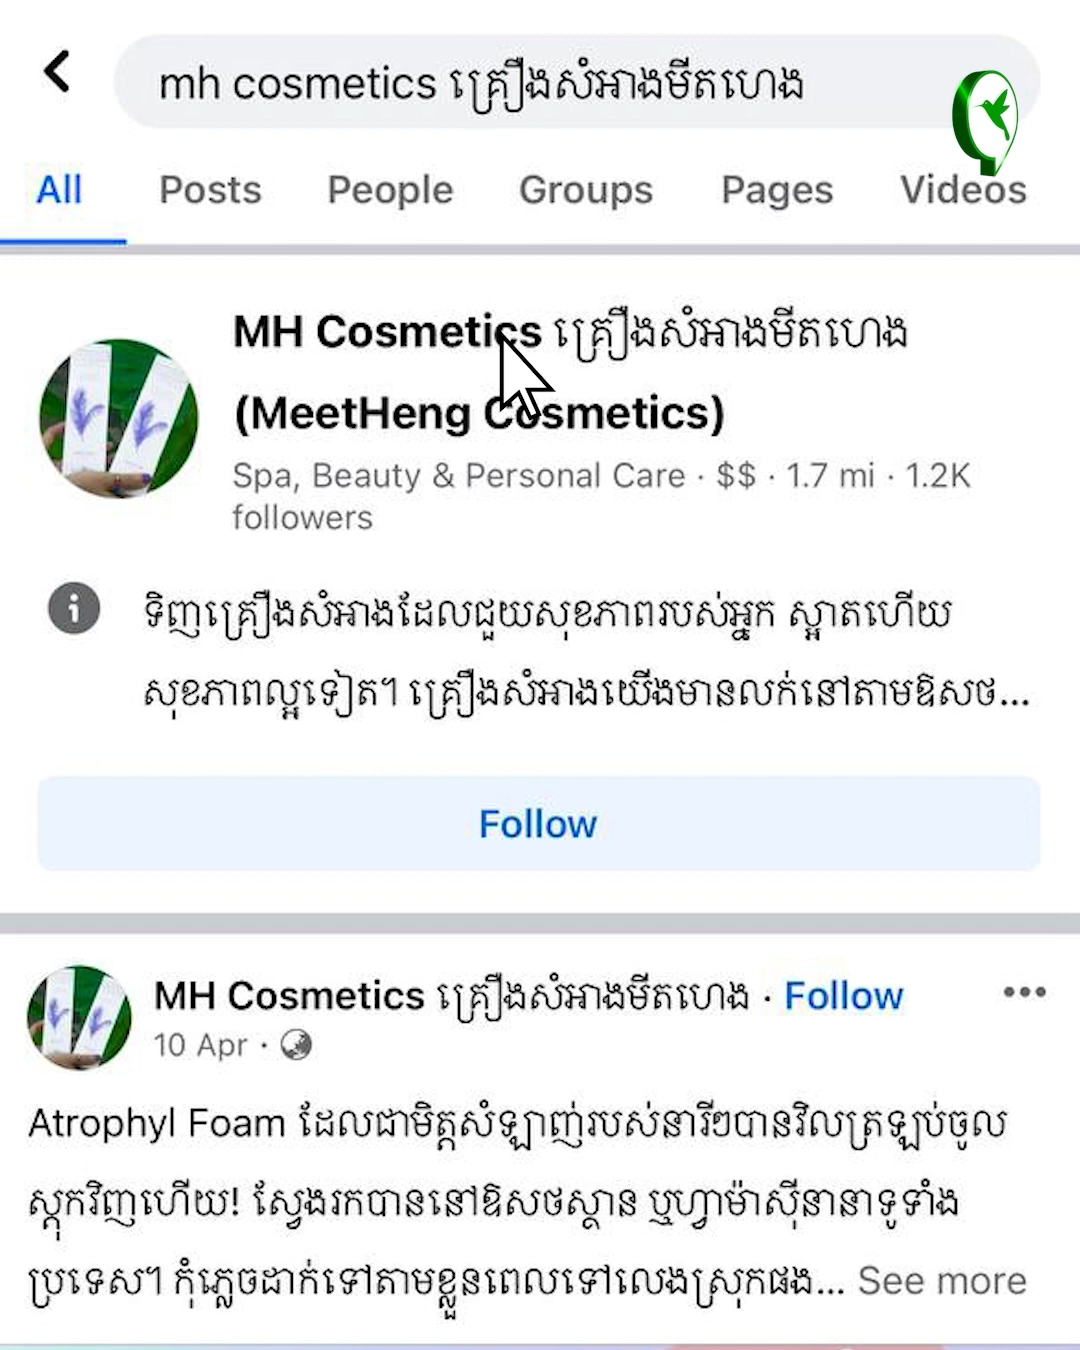 mh cosmetics គ្រឿងសំអាងមីតហេង
All Posts People Groups Pages Videos
MH Cosmetics គ្រឿងសំអាងមីតហេង
(MeetHeng Cosmetics)
Spa, Beauty & Personal Care · $$ · 1.7 mi · 1.2K
followers
ទិញគ្រឿងសំអាងដែលជួយសុខភាពរបស់អ្នក ស្អាតហើយ
សុខភាពល្អទៀត។ គ្រឿងសំអាងយើងមានលក់នៅតាមឱសថ...
Follow
MH Cosmetics គ្រឿងសំអាងមីតហេង · Follow
10 Apr ·
Atrophyl Foam ដែលជាមិត្តសំឡាញ់របស់នារីៗបានវិលត្រឡប់ចូល
ស្តុកវិញហើយ! ស្វែងរកបាននៅឱសថស្ថាន ឬហ្វាម៉ាស៊ីនានាទូទាំង
ប្រទេស។ កុំភ្លេចដាក់ទៅតាមខ្លួនពេលទៅលេងស្រុកផង... See more